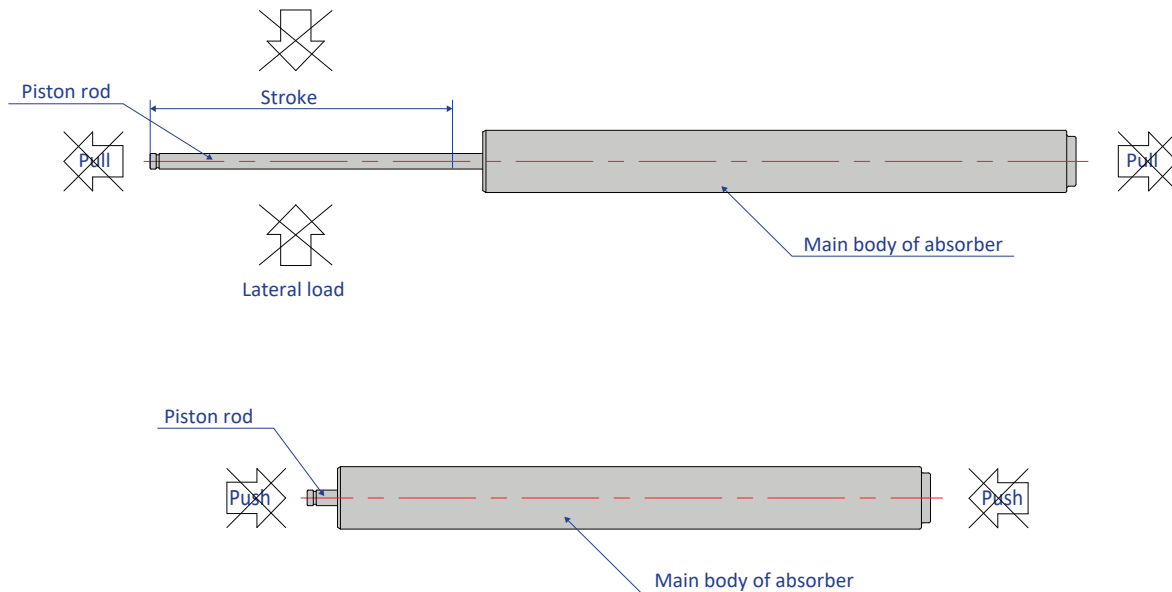 Piston rod
Stroke
Pull
Pull
Main body of absorber
Lateral load
Piston rod
Push
Push
Main body of absorber